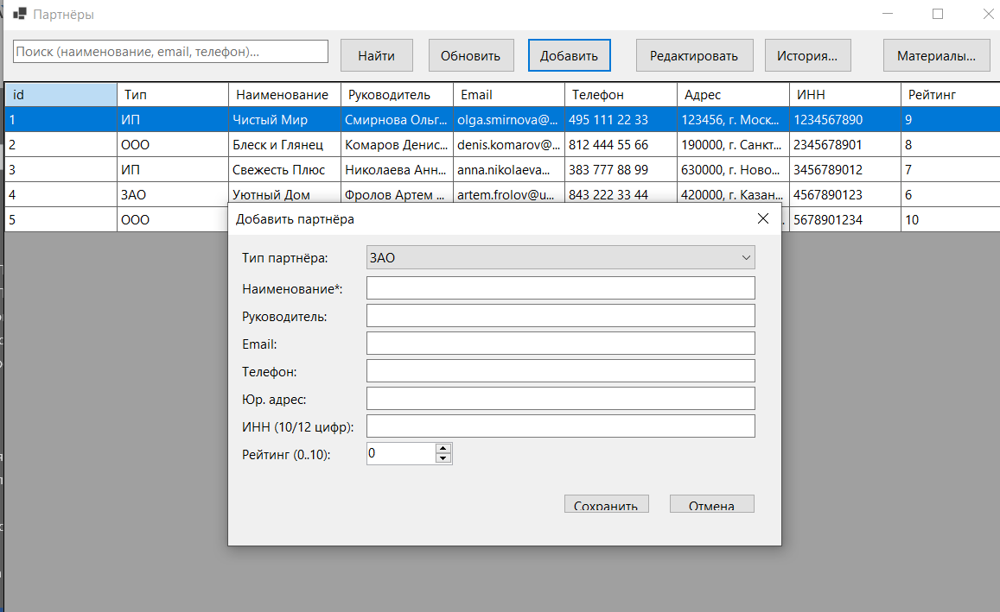 Партнёры
Поиск (наименование, email, телефон)... Найти Обновить Добавить Редактировать История... Материалы...
id Тип Наименование Руководитель Email Телефон Адрес ИНН Рейтинг
1 ИП Чистый Мир Смирнова Ольг... olga.smirnova@... 495 111 22 33 123456, г. Моск... 1234567890 9
2 ООО Блеск и Глянец Комаров Денис... denis.komarov@... 812 444 55 66 190000, г. Санкт... 2345678901 8
3 ИП Свежесть Плюс Николаева Анн... anna.nikolaeva... 383 777 88 99 630000, г. Ново... 3456789012 7
4 ЗАО Уютный Дом Фролов Артем ... artem.frolov@u... 843 222 33 44 420000, г. Казан... 4567890123 6
5 ООО 5678901234 10
Добавить партнёра
Тип партнёра: ЗАО
Наименование*:
Руководитель:
Email:
Телефон:
Юр. адрес:
ИНН (10/12 цифр):
Рейтинг (0..10): 0
Сохранить Отмена